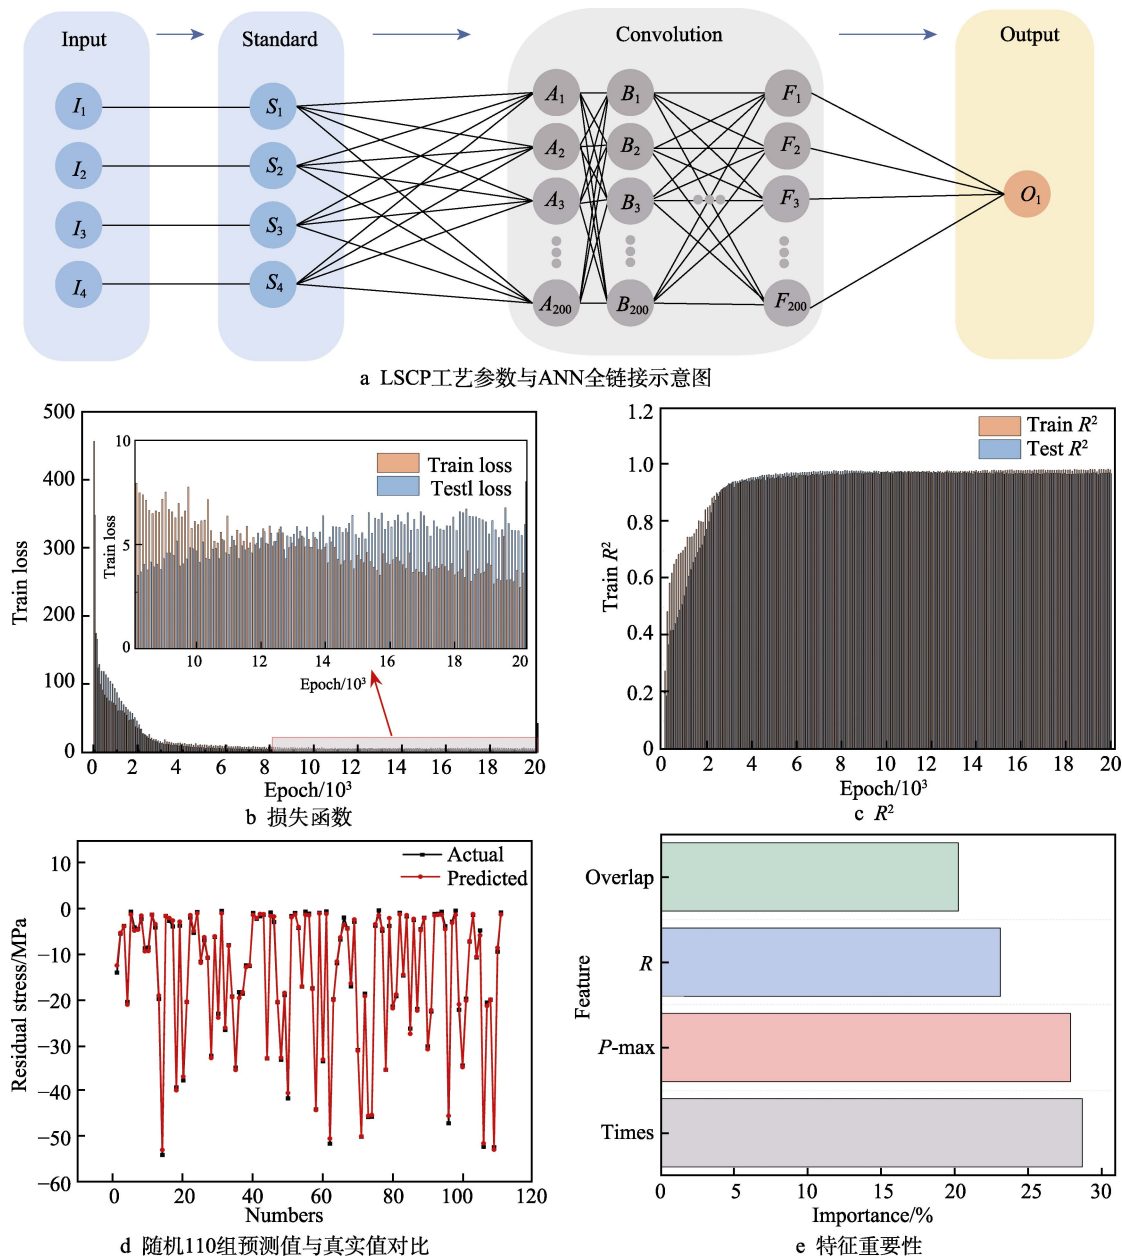 Input Standard Convolution Output
I1 S1 A1 B1 F1
I2 S2 A2 B2 F2
I3 S3 A3 B3 F3 O1
I4 S4 A200 B200 F200
a LSCP工艺参数与ANN全链接示意图
500
400
300
200
100
0
Train loss
0 2 4 6 8 10 12 14 16 18 20
Epoch/10³
10
5
0
Train loss
Train loss
Testl loss
10 12 14 16 18 20
Epoch/10³
b 损失函数
1.2
1.0
0.8
0.6
0.4
0.2
0
Train R²
Train R²
Test R²
0 2 4 6 8 10 12 14 16 18 20
Epoch/10³
c R²
10
0
−10
−20
−30
−40
−50
−60
Residual stress/MPa
Actual
Predicted
0 20 40 60 80 100 120
Numbers
d 随机110组预测值与真实值对比
Feature
Overlap
R
P-max
Times
0 5 10 15 20 25 30
Importance/%
e 特征重要性